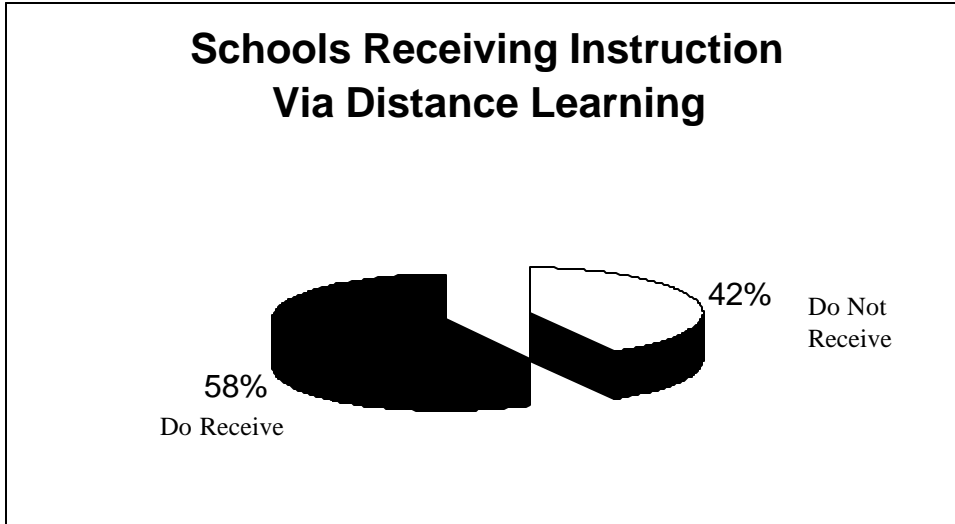 Schools Receiving Instruction
Via Distance Learning
42%
Do Not
Receive
58%
Do Receive